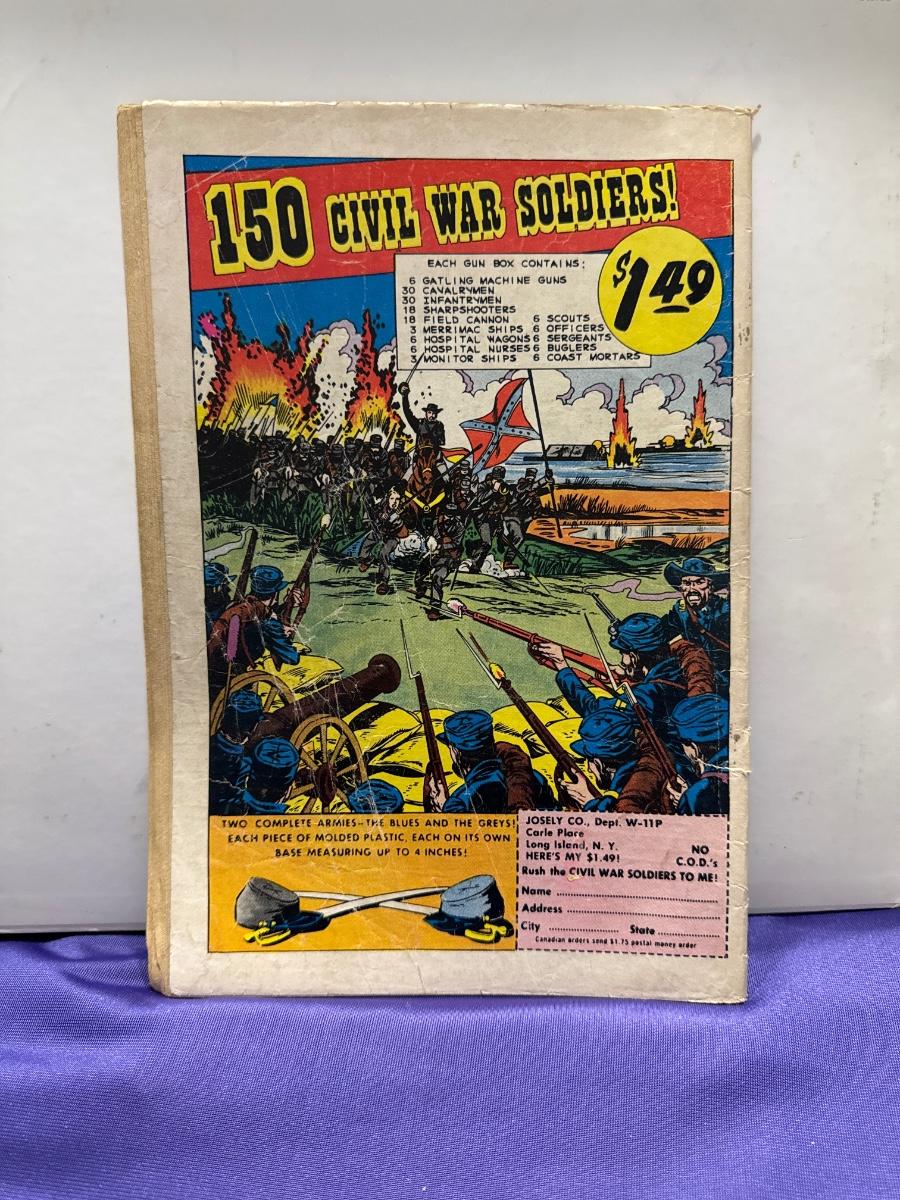 150 CIVIL WAR SOLDIERS!
$1.49
EACH GUN BOX CONTAINS:
6 GATLING MACHINE GUNS
30 CAVALRYMEN
30 INFANTRYMEN
18 SHARPSHOOTERS
18 FIELD CANNON 6 SCOUTS
3 MERRIMAC SHIPS 6 OFFICERS
6 HOSPITAL WAGONS 6 SERGEANTS
6 HOSPITAL NURSES 6 BUGLERS
3 MONITOR SHIPS 6 COAST MORTARS
TWO COMPLETE ARMIES-THE BLUES AND THE GREYS!
EACH PIECE OF MOLDED PLASTIC, EACH ON ITS OWN
BASE MEASURING UP TO 4 INCHES!
JOSELY CO., Dept. W-11P
Carle Place
Long Island, N. Y.
HERE'S MY $1.49!
NO
C.O.D.'s
Rush the CIVIL WAR SOLDIERS TO ME!
Name
Address
City State
Canadian orders send $1.75 postal money order